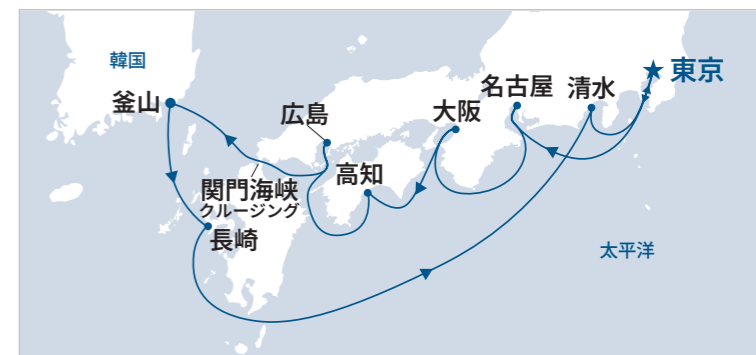 韓国
釜山
広島
関門海峡
クルージング
長崎
高知
大阪
名古屋
清水
東京
太平洋